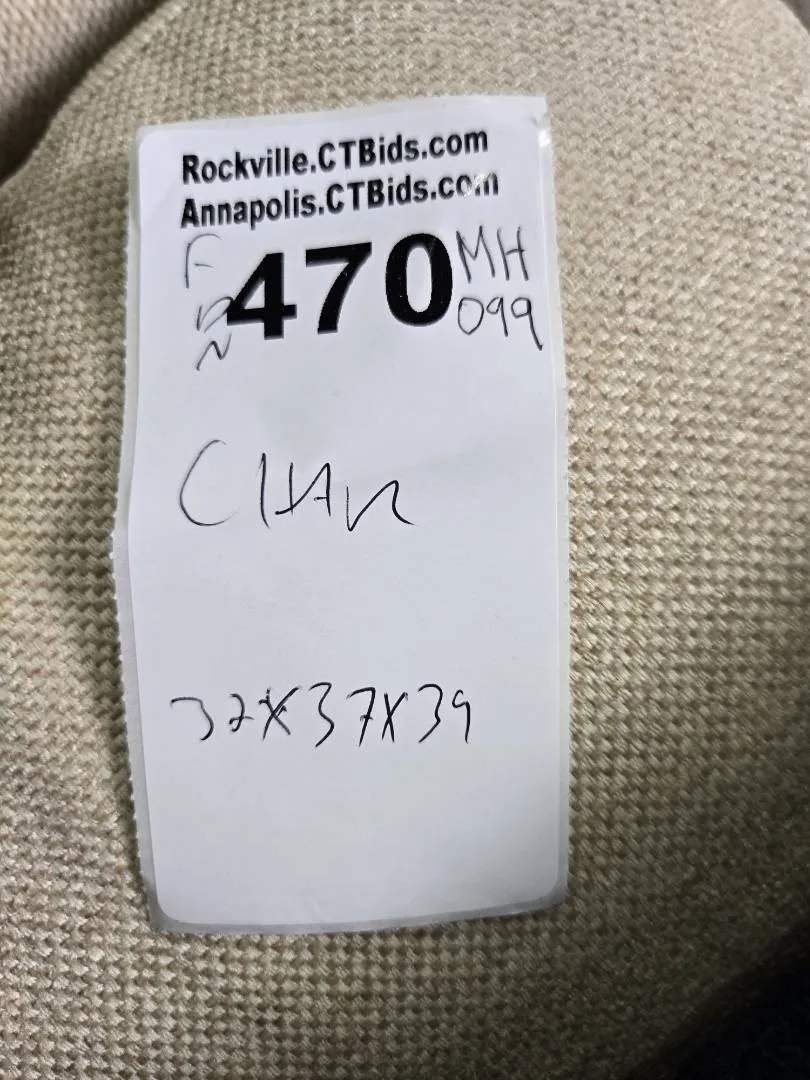 Rockville.CTBids.com
Annapolis.CTBids.com
470 MH
099
CHAIR
32X37X39